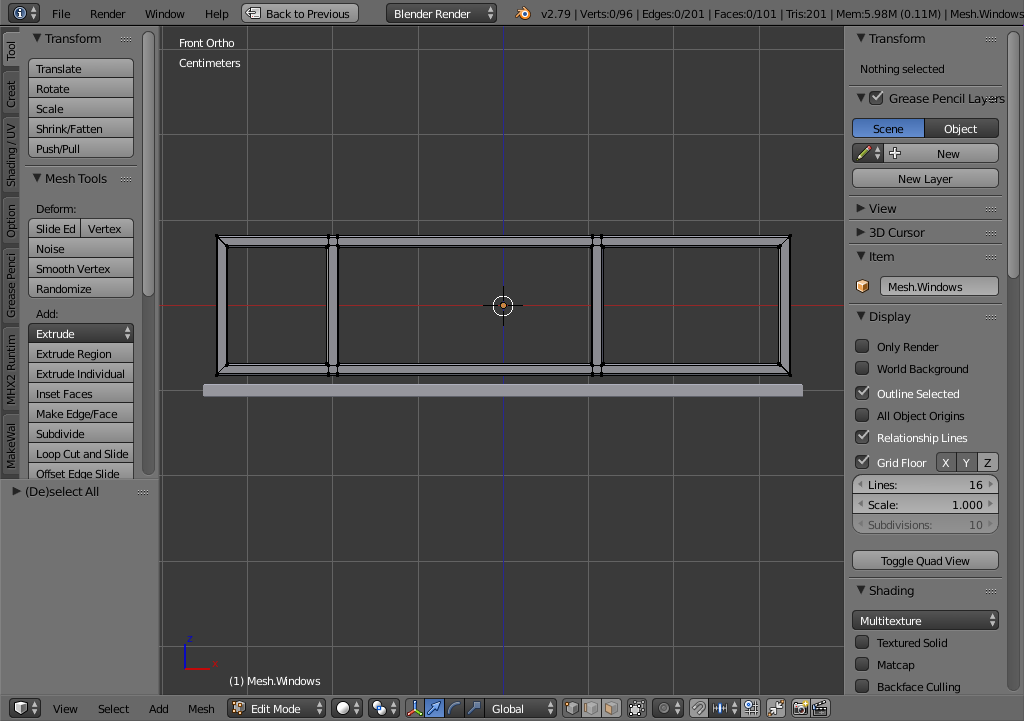 File Render Window Help Back to Previous Blender Render v2.79 | Verts:0/96 | Edges:0/201 | Faces:0/101 | Tris:201 | Mem:5.98M (0.11M) | Mesh.Windows
Tool
Creat
Shading / UV
Option
Grease Penci
MHX2 Runtim
MakeWal
Transform
Translate
Rotate
Scale
Shrink/Fatten
Push/Pull
Mesh Tools
Deform:
Slide Ed Vertex
Noise
Smooth Vertex
Randomize
Add:
Extrude
Extrude Region
Extrude Individual
Inset Faces
Make Edge/Face
Subdivide
Loop Cut and Slide
Offset Edge Slide
(De)select All
Front Ortho
Centimeters
z
x
(1) Mesh.Windows
Transform
Nothing selected
Grease Pencil Layers
Scene Object
New
New Layer
View
3D Cursor
Item
Mesh.Windows
Display
Only Render
World Background
Outline Selected
All Object Origins
Relationship Lines
Grid Floor X Y Z
Lines: 16
Scale: 1.000
Subdivisions: 10
Toggle Quad View
Shading
Multitexture
Textured Solid
Matcap
Backface Culling
View Select Add Mesh Edit Mode Global